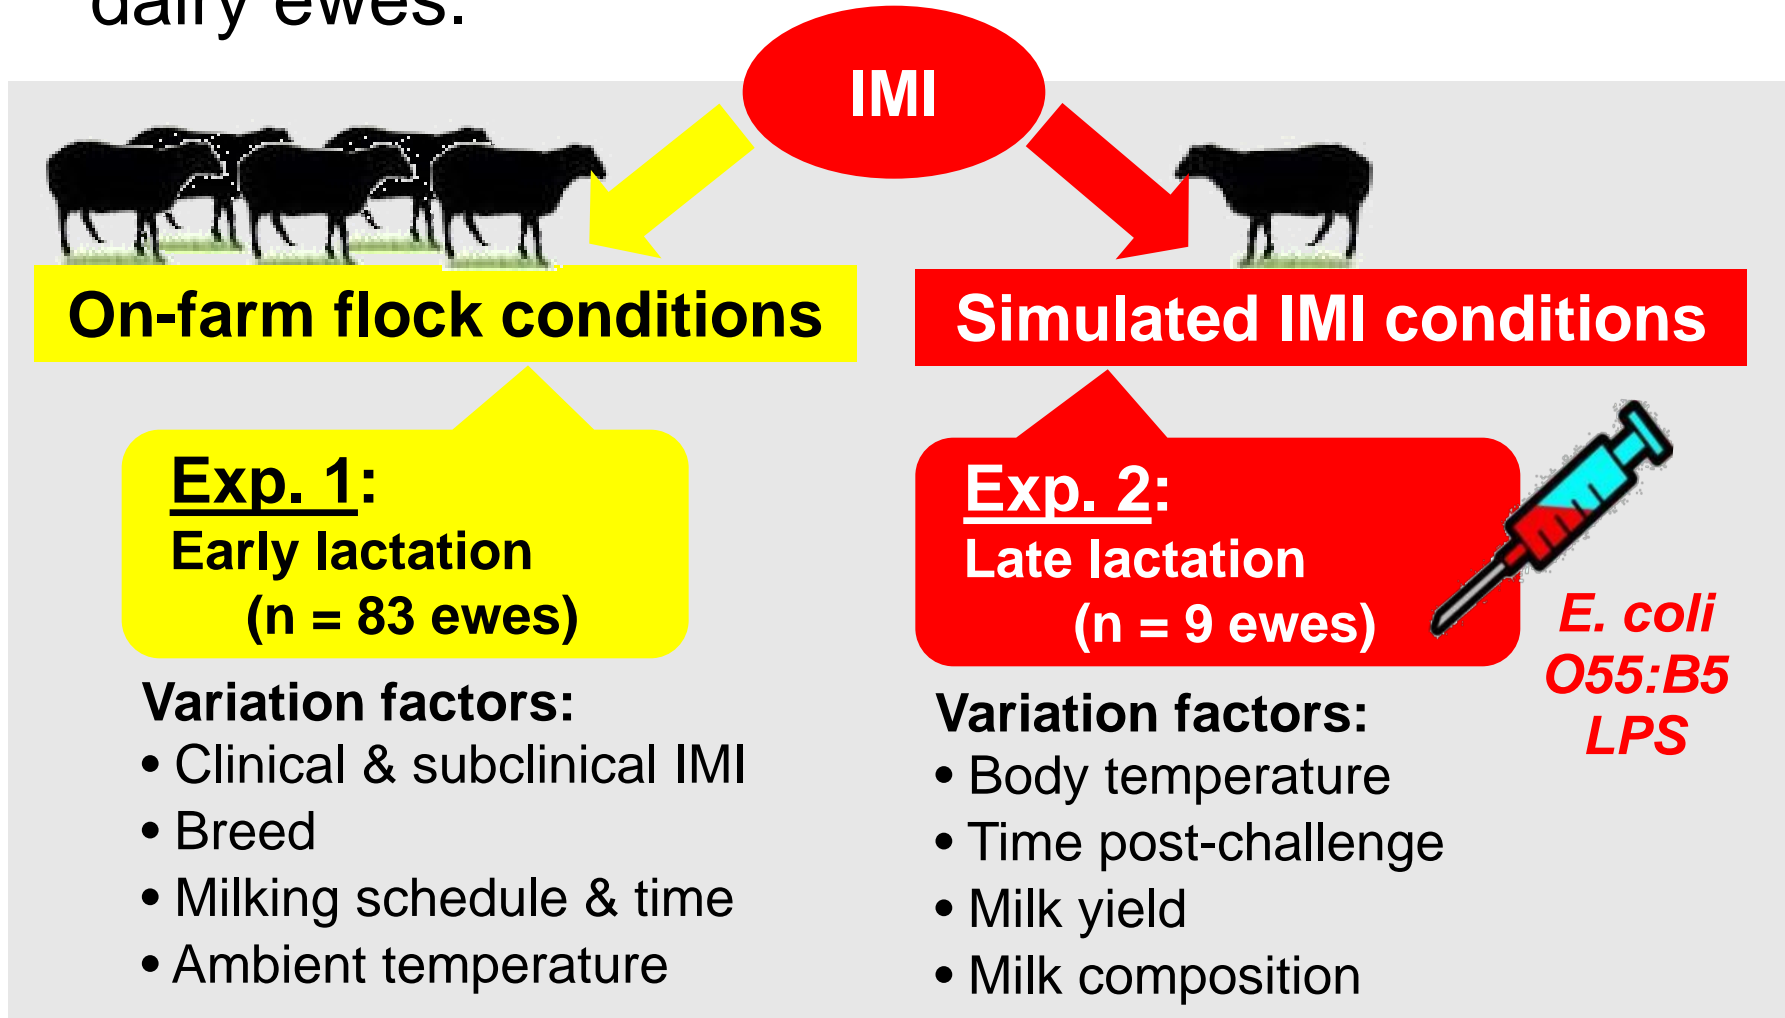 dairy ewes.
IMI
On-farm flock conditions
Simulated IMI conditions
Exp. 1:
Early lactation
(n = 83 ewes)
Variation factors:
• Clinical & subclinical IMI
• Breed
• Milking schedule & time
• Ambient temperature
Exp. 2:
Late lactation
(n = 9 ewes)
E. coli
O55:B5
LPS
Variation factors:
• Body temperature
• Time post-challenge
• Milk yield
• Milk composition